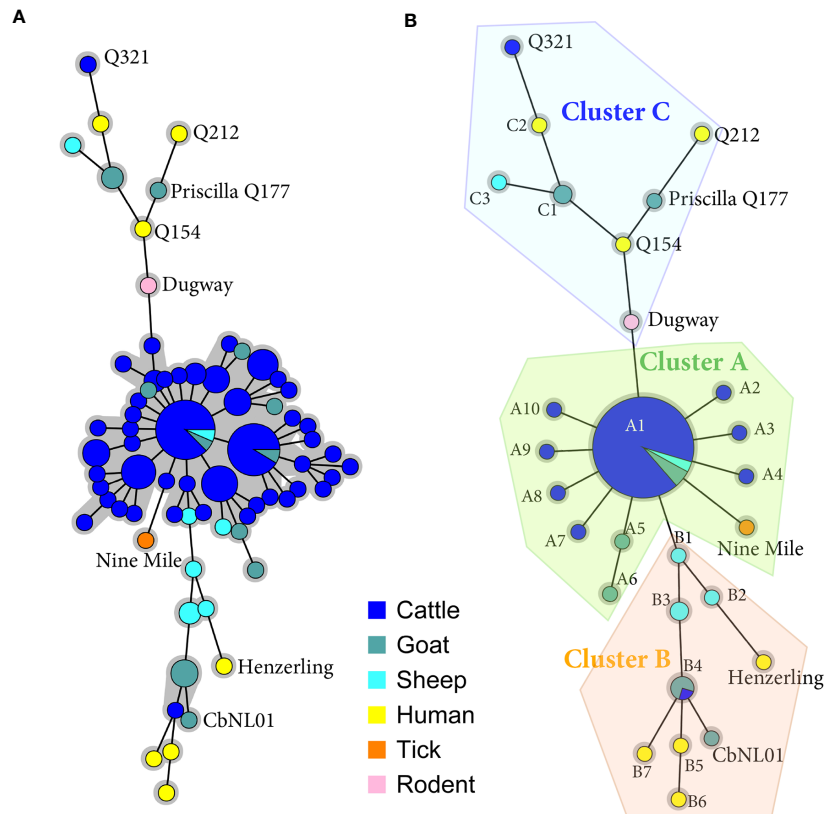 A
Q321
Q212
Priscilla Q177
Q154
Dugway
Nine Mile
Henzerling
CbNL01
Cattle
Goat
Sheep
Human
Tick
Rodent
B
Q321
Cluster C
C2
Q212
C3
C1
Priscilla Q177
Q154
Dugway
Cluster A
A10
A2
A1
A3
A9
A4
A8
A7
A5
Nine Mile
B1
A6
B3
B2
Cluster B
B4
Henzerling
CbNL01
B7
B5
B6